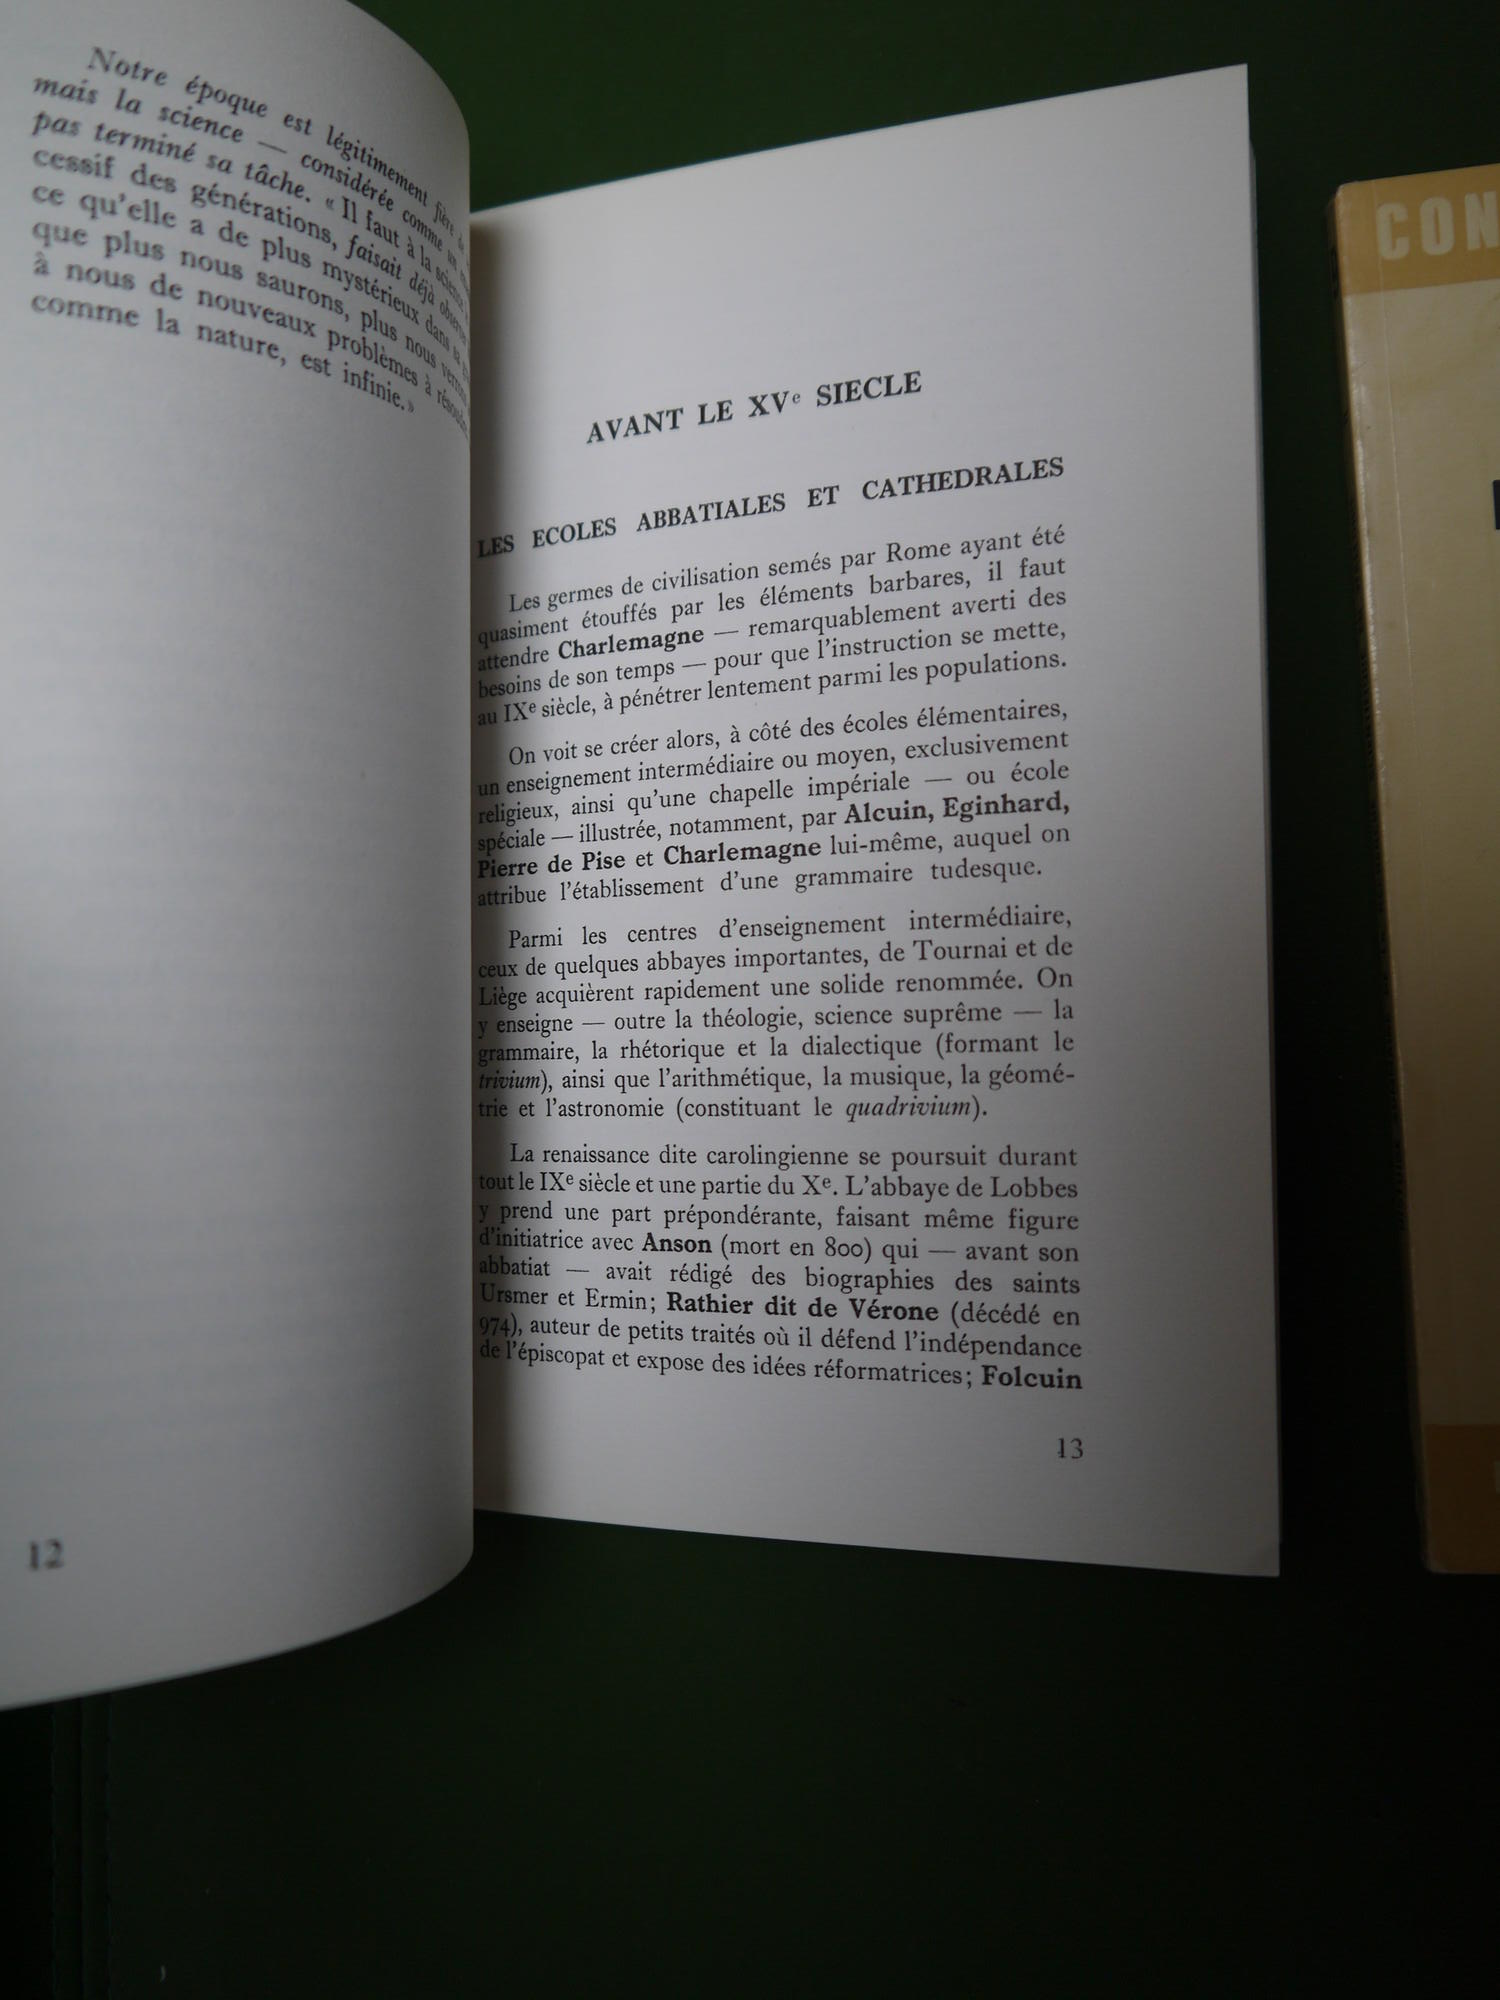 Notre époque est légitimement fière de
mais la science — considérée comme un
pas terminé sa tâche. « Il faut à la science
cessif des générations, faisait déjà observer
ce qu'elle a de plus mystérieux dans sa
que plus nous saurons, plus nous verrons
à nous de nouveaux problèmes à résoudre
comme la nature, est infinie.»
12
AVANT LE XVe SIECLE
LES ECOLES ABBATIALES ET CATHEDRALES
Les germes de civilisation semés par Rome ayant été
quasiment étouffés par les éléments barbares, il faut
attendre Charlemagne — remarquablement averti des
besoins de son temps — pour que l'instruction se mette,
au IXe siècle, à pénétrer lentement parmi les populations.
On voit se créer alors, à côté des écoles élémentaires,
un enseignement intermédiaire ou moyen, exclusivement
religieux, ainsi qu'une chapelle impériale — ou école
spéciale — illustrée, notamment, par Alcuin, Eginhard,
Pierre de Pise et Charlemagne lui-même, auquel on
attribue l'établissement d'une grammaire tudesque.
Parmi les centres d'enseignement intermédiaire,
ceux de quelques abbayes importantes, de Tournai et de
Liège acquièrent rapidement une solide renommée. On
y enseigne — outre la théologie, science suprême — la
grammaire, la rhétorique et la dialectique (formant le
trivium), ainsi que l'arithmétique, la musique, la géomé-
trie et l'astronomie (constituant le quadrivium).
La renaissance dite carolingienne se poursuit durant
tout le IXe siècle et une partie du Xe. L'abbaye de Lobbes
y prend une part prépondérante, faisant même figure
d'initiatrice avec Anson (mort en 800) qui — avant son
abbatiat — avait rédigé des biographies des saints
Ursmer et Ermin; Rathier dit de Vérone (décédé en
974), auteur de petits traités où il défend l'indépendance
de l'épiscopat et expose des idées réformatrices; Folcuin
13
CON